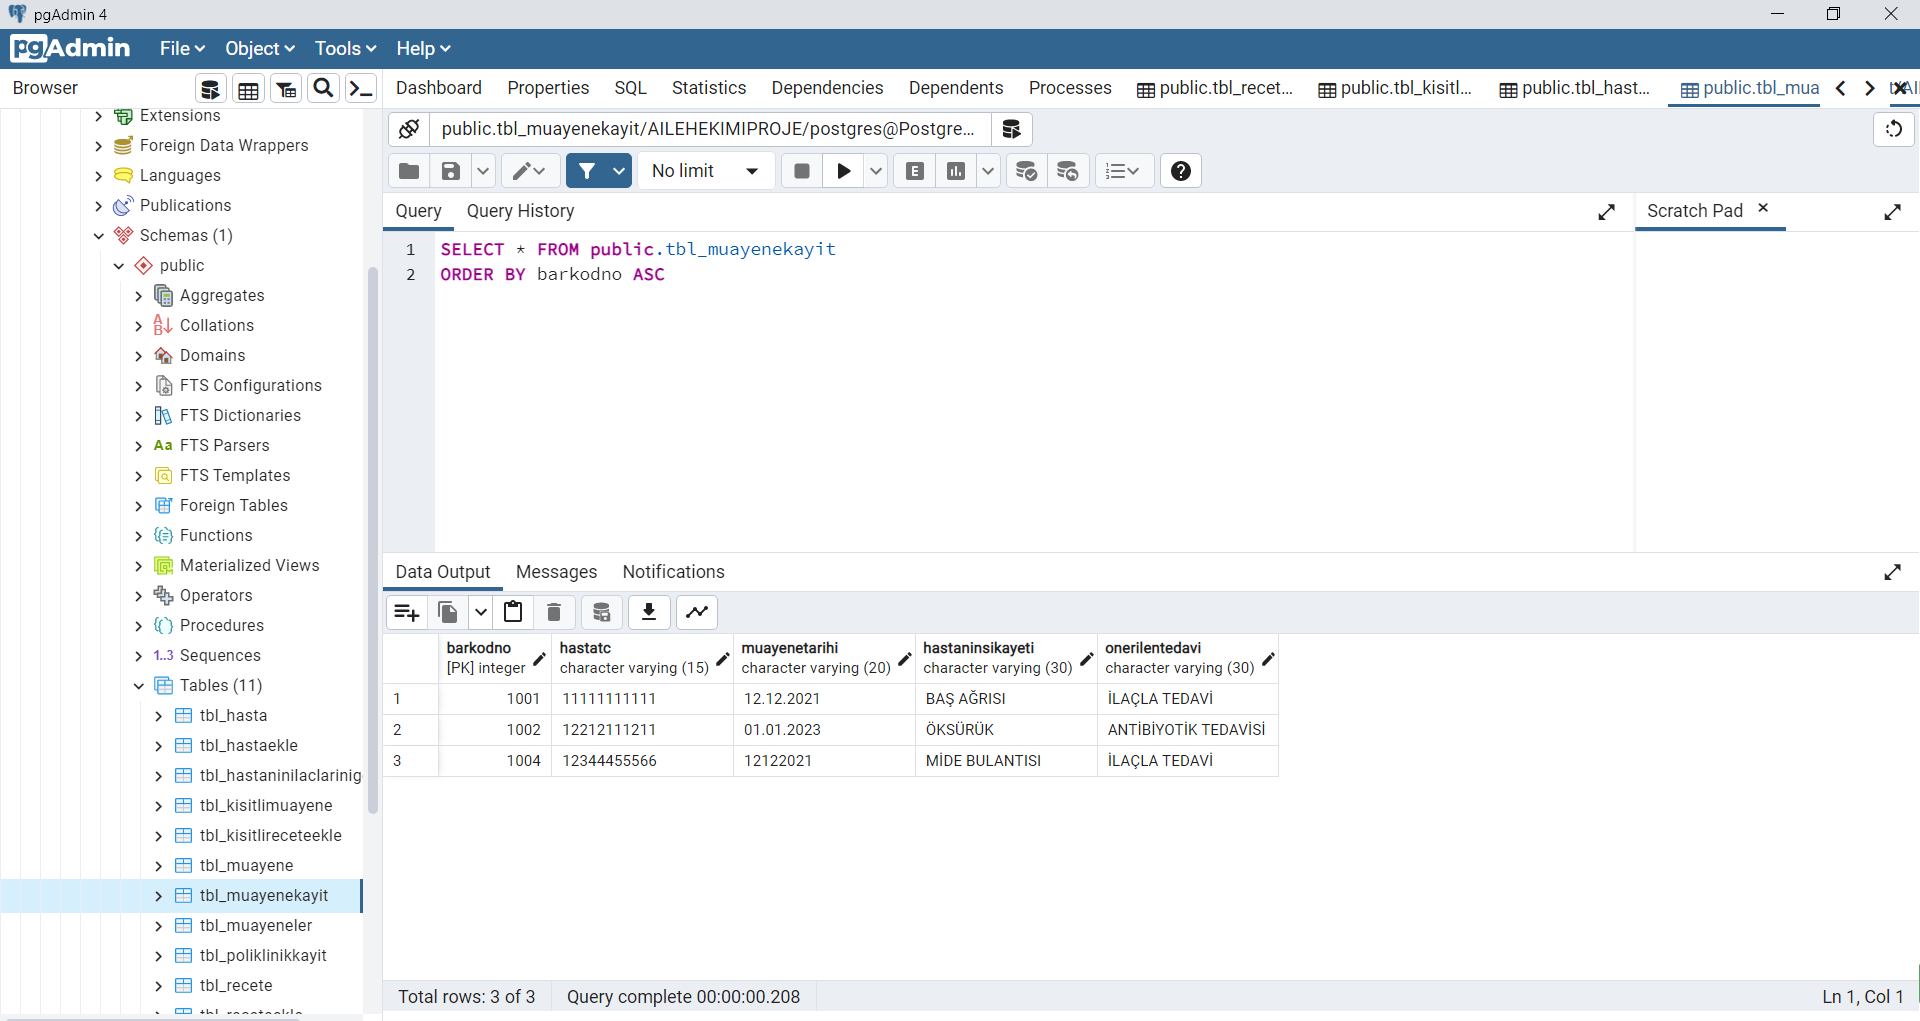 pgAdmin 4
pgAdmin File Object Tools Help
Browser
Dashboard Properties SQL Statistics Dependencies Dependents Processes public.tbl_recet... public.tbl_kisitl... public.tbl_hast... public.tbl_mua
public.tbl_muayenekayit/AILEHEKIMIPROJE/postgres@Postgre...
No limit
E
Query Query History
Scratch Pad
1 SELECT * FROM public.tbl_muayenekayit
2 ORDER BY barkodno ASC
Extensions
Foreign Data Wrappers
Languages
Publications
Schemas (1)
public
Aggregates
Collations
Domains
FTS Configurations
FTS Dictionaries
Aa FTS Parsers
FTS Templates
Foreign Tables
Functions
Materialized Views
Operators
Procedures
1..3 Sequences
Tables (11)
tbl_hasta
tbl_hastaekle
tbl_hastaninilaclarinig
tbl_kisitlimuayene
tbl_kisitlireceteekle
tbl_muayene
tbl_muayenekayit
tbl_muayeneler
tbl_poliklinikkayit
tbl_recete
Data Output Messages Notifications
barkodno hastatc muayenetarihi hastaninsikayeti onerilentedavi
[PK] integer character varying (15) character varying (20) character varying (30) character varying (30)
1 1001 11111111111 12.12.2021 BAŞ AĞRISI İLAÇLA TEDAVİ
2 1002 12212111211 01.01.2023 ÖKSÜRÜK ANTİBİYOTİK TEDAVİSİ
3 1004 12344455566 12122021 MİDE BULANTISI İLAÇLA TEDAVİ
Total rows: 3 of 3 Query complete 00:00:00.208
Ln 1, Col 1